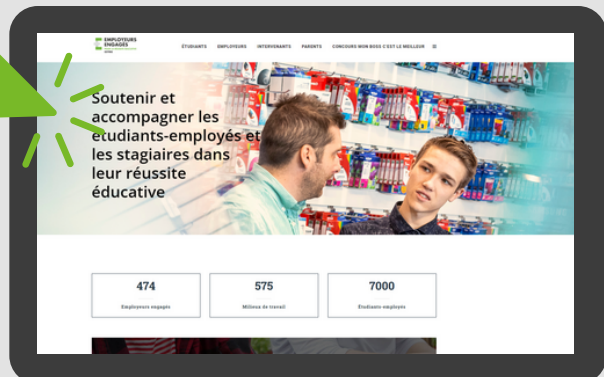 EMPLOYEURS
ENGAGÉS
ÉTUDIANTS EMPLOYEURS INTERVENANTS PARENTS CONCOURS MON BOSS C'EST LE MEILLEUR
Soutenir et
accompagner les
étudiants-employés et
les stagiaires dans
leur réussite
éducative
474 575 7000
Employeurs engagés Milieux de travail Étudiants-employés